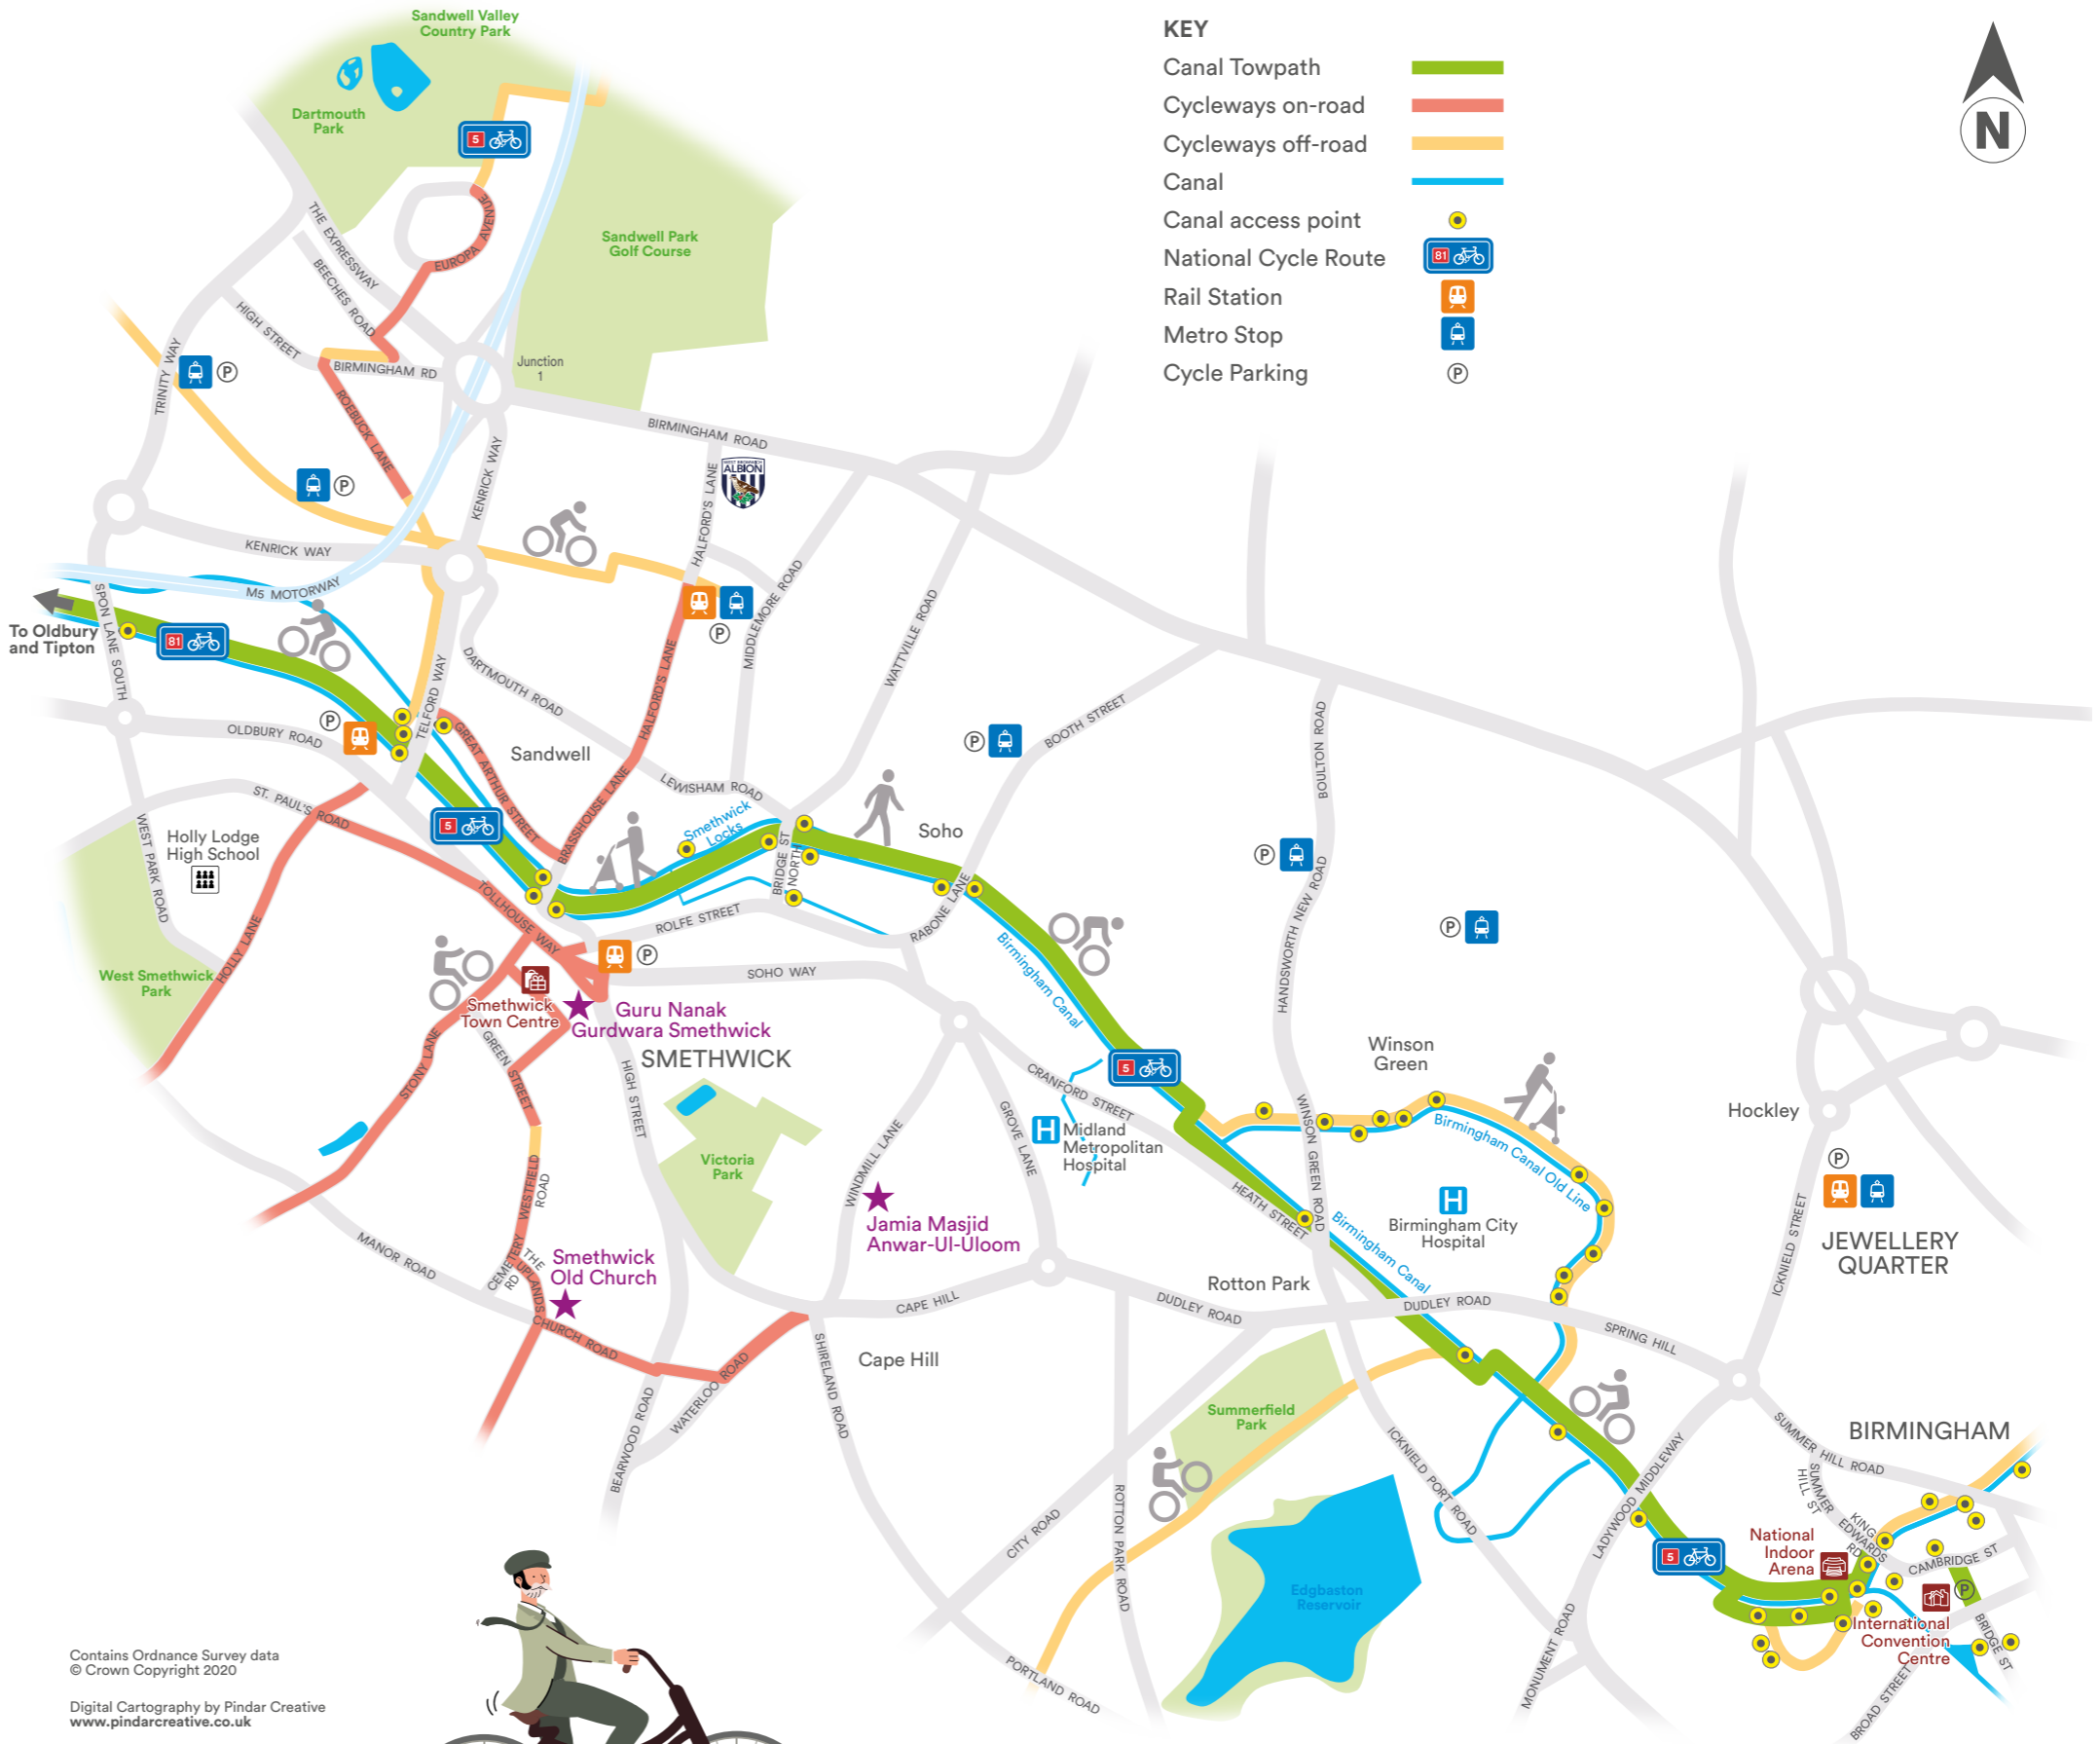 Sandwell Valley
Country Park
Dartmouth
Park
5
EUROPA AVENUE
Sandwell Park
Golf Course
THE EXPRESSWAY
BEECHES ROAD
HIGH STREET
BIRMINGHAM RD
Junction
1
TRINITY WAY
ROEBUCK LANE
KENRICK WAY
BIRMINGHAM ROAD
ALBION
HALFORD'S LANE
KENRICK WAY
M5 MOTORWAY
MIDDLEMORE ROAD
WATTVILLE ROAD
SPON LANE SOUTH
To Oldbury
and Tipton
81
KEY
Canal Towpath
Cycleways on-road
Cycleways off-road
Canal
Canal access point
National Cycle Route
81
Rail Station
Metro Stop
Cycle Parking
P
N
P
P
P
P
P
P
P
P
P
P
OLDBURY ROAD
TELFORD WAY
DARTMOUTH ROAD
HALFORD'S LANE
Sandwell
GREAT ARTHUR STREET
BRASSHOUSE LANE
LEWISHAM ROAD
BOOTH STREET
BOULTON ROAD
ST. PAUL'S ROAD
5
Smethwick
Locks
BRIDGE ST
NORTH
Soho
Holly Lodge
High School
WEST PARK ROAD
TOLLHOUSE WAY
ROLFE STREET
RABONE LANE
HANDSWORTH NEW ROAD
HOLLY LANE
West Smethwick
Park
SOHO WAY
Birmingham Canal
Smethwick
Town Centre
Guru Nanak
Gurdwara Smethwick
SMETHWICK
STONY LANE
GREEN STREET
HIGH STREET
5
CRANFORD STREET
GROVE LANE
WINDMILL LANE
H
Midland
Metropolitan
Hospital
Winson
Green
WINSON GREEN ROAD
Birmingham Canal Old Line
Hockley
Victoria
Park
WESTFIELD
ROAD
HEATH STREET
Birmingham Canal
H
Birmingham City
Hospital
ICKNIELD STREET
JEWELLERY
QUARTER
Jamia Masjid
Anwar-Ul-Uloom
MANOR ROAD
CEMETERY
RD
THE
UPLANDS
Smethwick
Old Church
CHURCH ROAD
CAPE HILL
Rotton Park
DUDLEY ROAD
DUDLEY ROAD
SPRING HILL
Cape Hill
SHIRELAND ROAD
WATERLOO ROAD
BEARWOOD ROAD
Summerfield
Park
ICKNIELD PORT ROAD
LADYWOOD MIDDLEWAY
SUMMER HILL ROAD
BIRMINGHAM
SUMMER
HILL ST
KING
EDWARDS
RD
CAMBRIDGE ST
National
Indoor
Arena
5
International
Convention
Centre
BRIDGE ST
BROAD STREET
CITY ROAD
ROTTON PARK ROAD
Edgbaston
Reservoir
MONUMENT ROAD
PORTLAND ROAD
Contains Ordnance Survey data
© Crown Copyright 2020
Digital Cartography by Pindar Creative
www.pindarcreative.co.uk